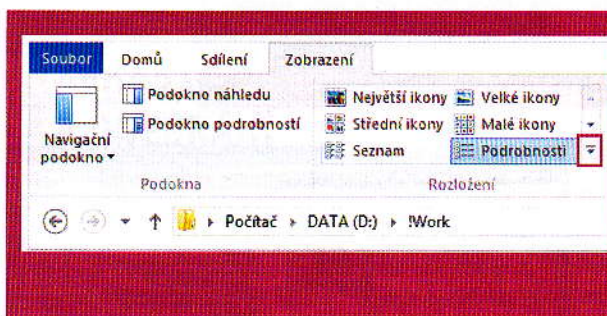 Soubor Domů Sdílení Zobrazení
Podokno náhledu Největší ikony Velké ikony
Podokno podrobností Střední ikony Malé ikony
Navigační podokno Seznam Podrobnosti
Podokna Rozložení
Počítač DATA (D:) !Work